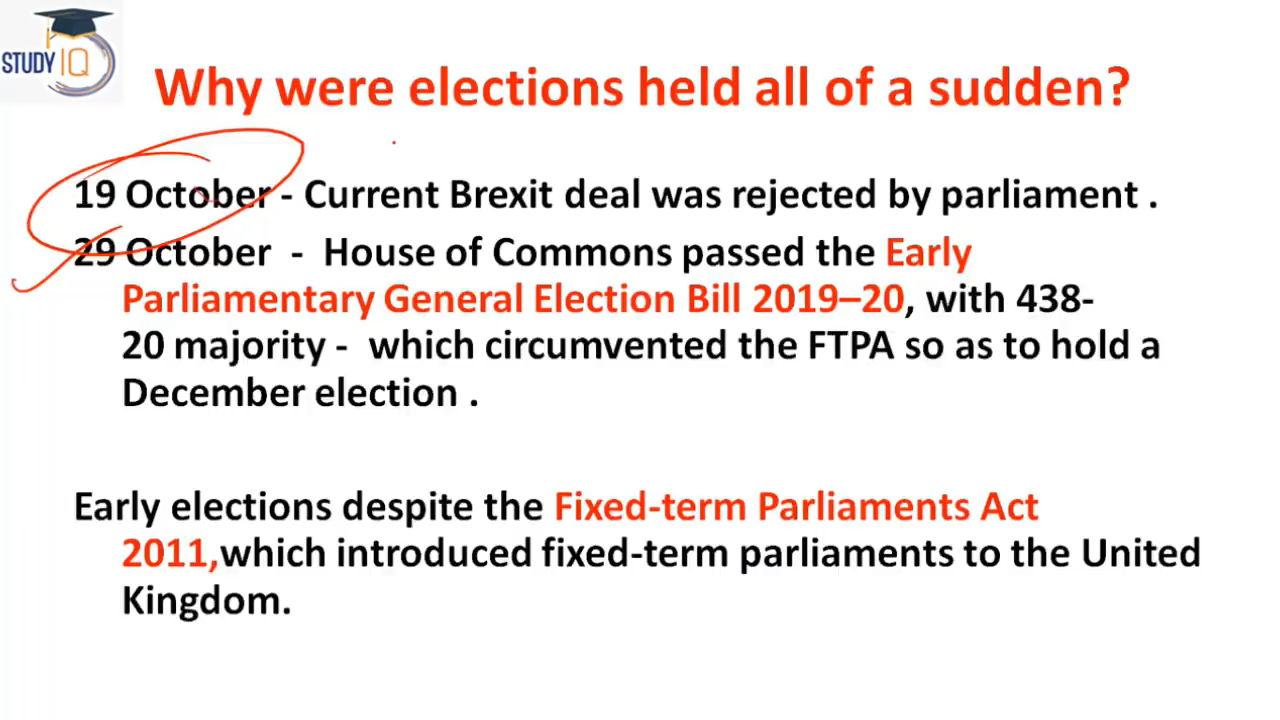 STUDY IQ
Why were elections held all of a sudden?
19 October - Current Brexit deal was rejected by parliament .
29 October - House of Commons passed the Early
Parliamentary General Election Bill 2019–20, with 438-
20 majority - which circumvented the FTPA so as to hold a
December election .
Early elections despite the Fixed-term Parliaments Act
2011,which introduced fixed-term parliaments to the United
Kingdom.